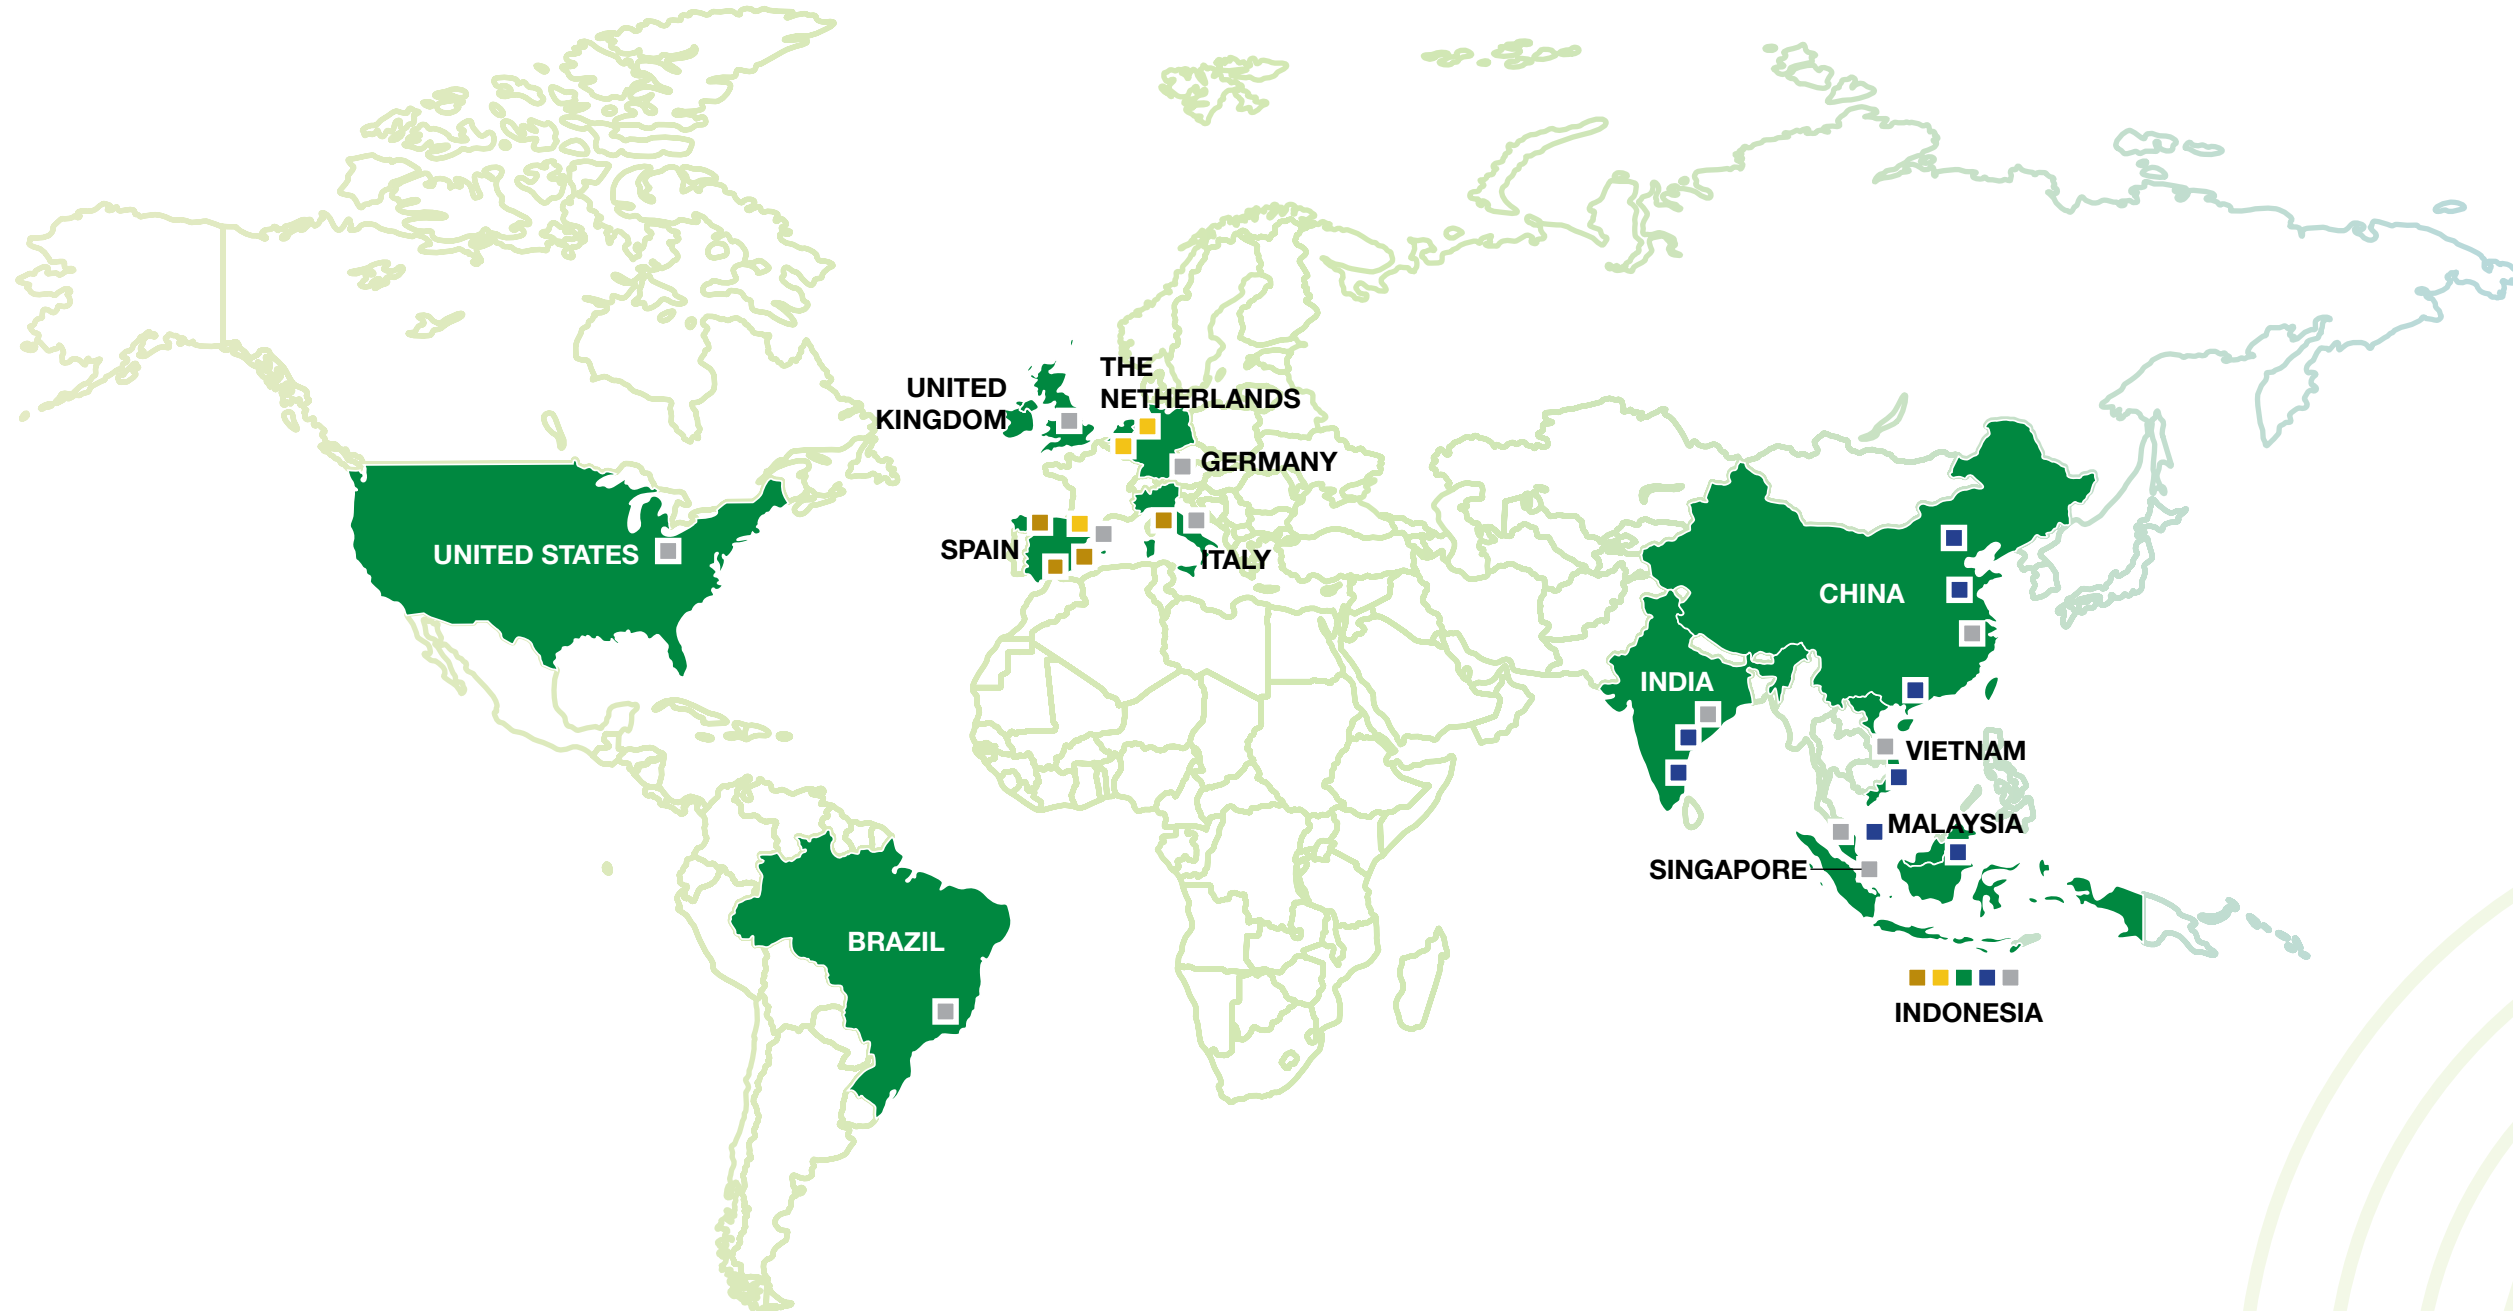 THE
NETHERLANDS
UNITED
KINGDOM
GERMANY
UNITED STATES
SPAIN
ITALY
CHINA
INDIA
VIETNAM
MALAYSIA
SINGAPORE
BRAZIL
INDONESIA